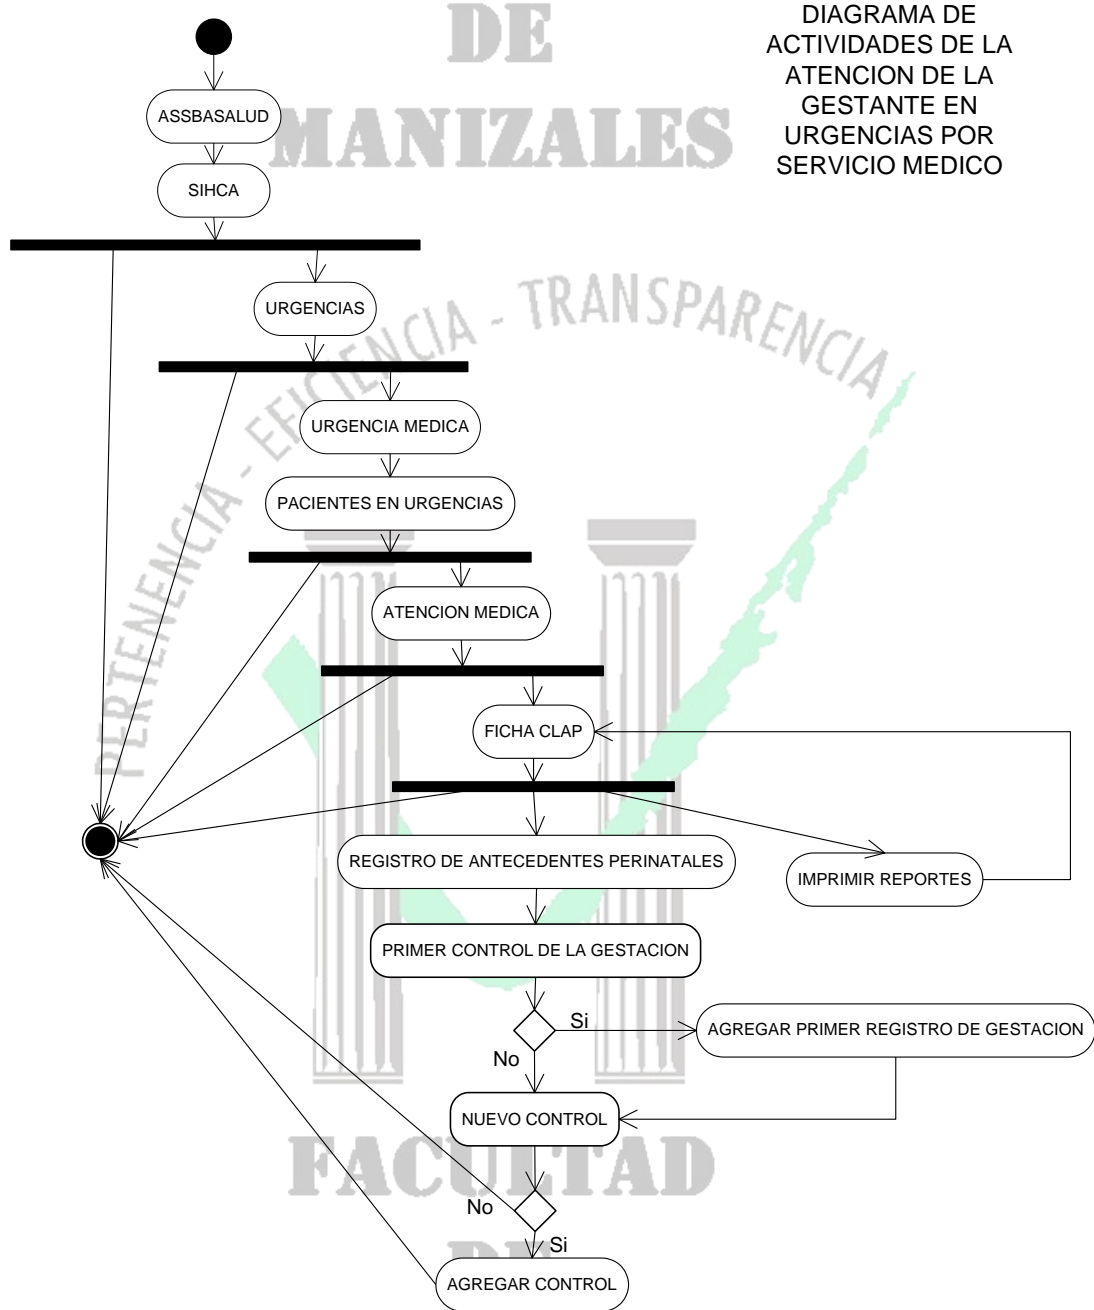 DE
MANIZALES
DIAGRAMA DE
ACTIVIDADES DE LA
ATENCION DE LA
GESTANTE EN
URGENCIAS POR
SERVICIO MEDICO
ASSBASALUD
SIHCA
PERTENENCIA - EFICIENCIA - TRANSPARENCIA
URGENCIAS
URGENCIA MEDICA
PACIENTES EN URGENCIAS
ATENCION MEDICA
FICHA CLAP
REGISTRO DE ANTECEDENTES PERINATALES
IMPRIMIR REPORTES
PRIMER CONTROL DE LA GESTACION
Si
AGREGAR PRIMER REGISTRO DE GESTACION
No
NUEVO CONTROL
FACULTAD
No
Si
DE
AGREGAR CONTROL